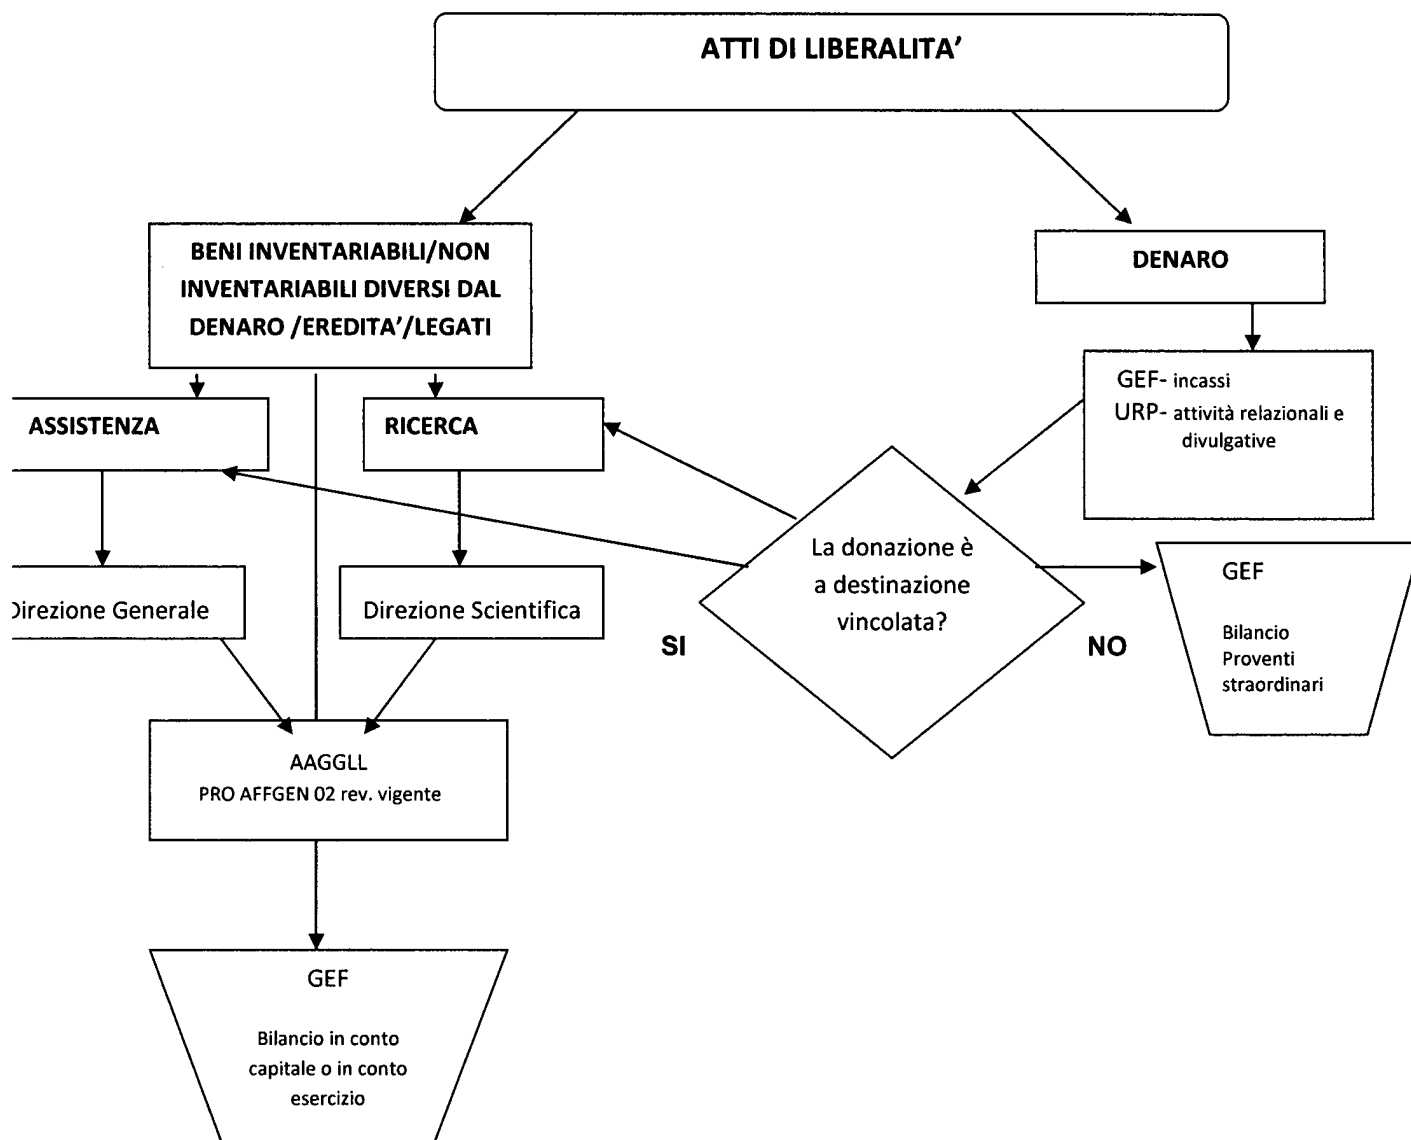 ATTI DI LIBERALITA’
BENI INVENTARIABILI/NON
INVENTARIABILI DIVERSI DAL
DENARO /EREDITA’/LEGATI
DENARO
GEF- incassi
URP- attività relazionali e
divulgative
ASSISTENZA
RICERCA
La donazione è
a destinazione
vincolata?
SI
NO
GEF
Bilancio
Proventi
straordinari
Direzione Generale
Direzione Scientifica
AAGGLL
PRO AFFGEN 02 rev. vigente
GEF
Bilancio in conto
capitale o in conto
esercizio